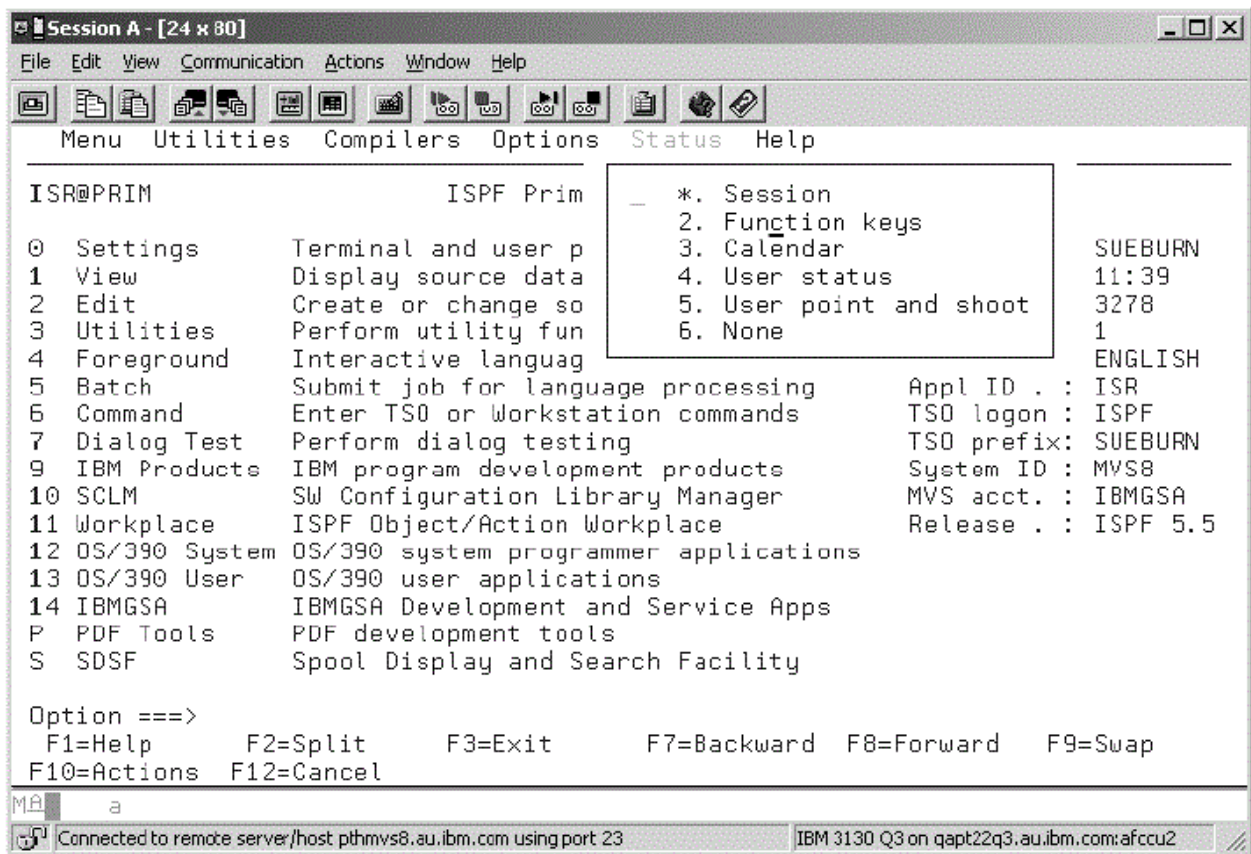 Session A - [24 x 80]
File Edit View Communication Actions Window Help
Menu Utilities Compilers Options Status Help
ISR@PRIM ISPF Prim _ *. Session
2. Function keys
0 Settings Terminal and user p 3. Calendar SUEBURN
1 View Display source data 4. User status 11:39
2 Edit Create or change so 5. User point and shoot 3278
3 Utilities Perform utility fun 6. None 1
4 Foreground Interactive languag ENGLISH
5 Batch Submit job for language processing Appl ID . : ISR
6 Command Enter TSO or Workstation commands TSO logon : ISPF
7 Dialog Test Perform dialog testing TSO prefix: SUEBURN
9 IBM Products IBM program development products System ID : MVS8
10 SCLM SW Configuration Library Manager MVS acct. : IBMGSA
11 Workplace ISPF Object/Action Workplace Release . : ISPF 5.5
12 OS/390 System OS/390 system programmer applications
13 OS/390 User OS/390 user applications
14 IBMGSA IBMGSA Development and Service Apps
P PDF Tools PDF development tools
S SDSF Spool Display and Search Facility
Option ===>
F1=Help F2=Split F3=Exit F7=Backward F8=Forward F9=Swap
F10=Actions F12=Cancel
MA a
Connected to remote server/host pthmvs8.au.ibm.com using port 23 IBM 3130 Q3 on qapt22q3.au.ibm.com:afccu2